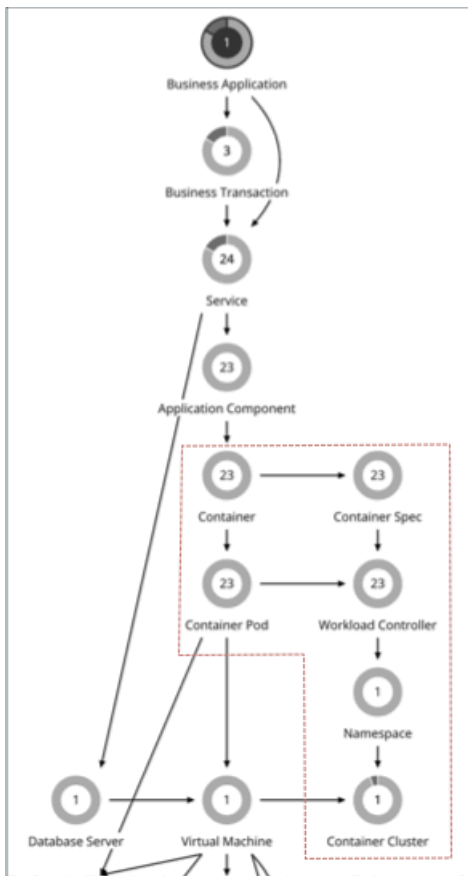 1
Business Application
3
Business Transaction
24
Service
23
Application Component
23
23
Container
Container Spec
23
23
Container Pod
Workload Controller
1
Namespace
1
1
1
Database Server
Virtual Machine
Container Cluster